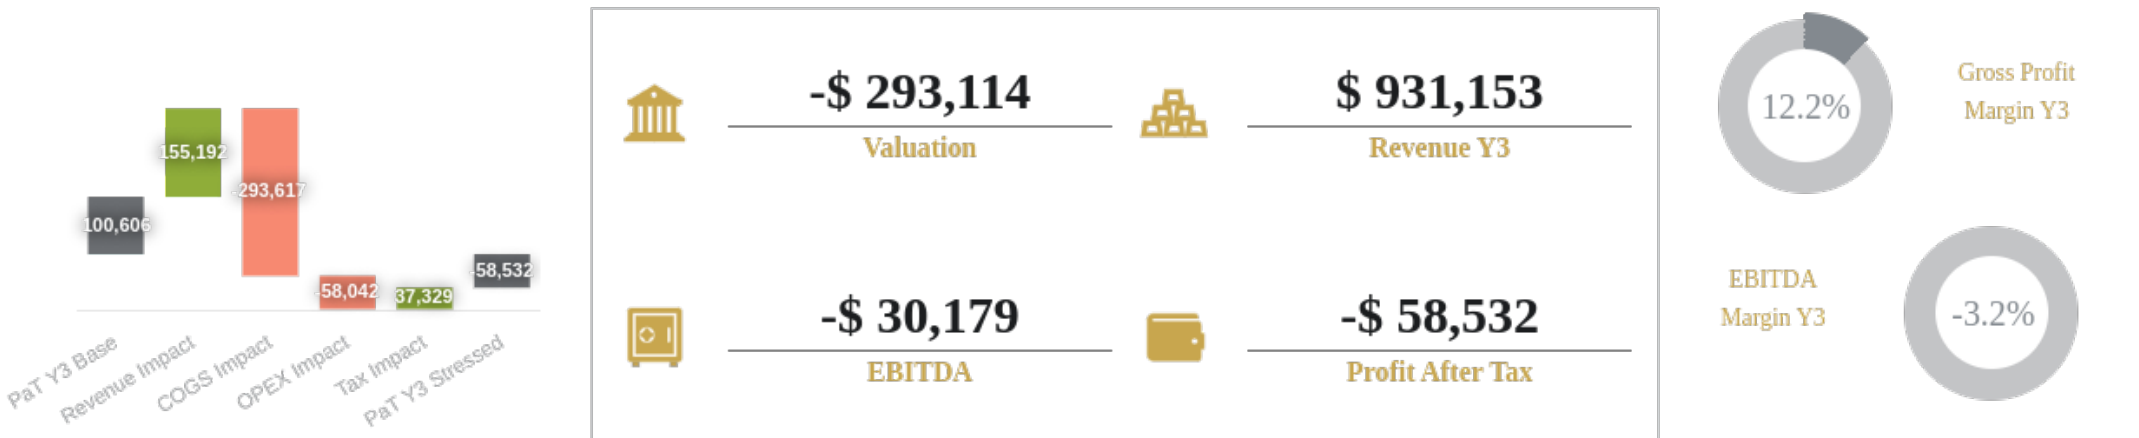 155,192
-293,617
100,606
-58,042
37,329
-58,532
PaT Y3 Base
Revenue Impact
COGS Impact
OPEX Impact
Tax Impact
PaT Y3 Stressed
-$ 293,114
Valuation
$ 931,153
Revenue Y3
-$ 30,179
EBITDA
-$ 58,532
Profit After Tax
12.2%
Gross Profit
Margin Y3
EBITDA
Margin Y3
-3.2%